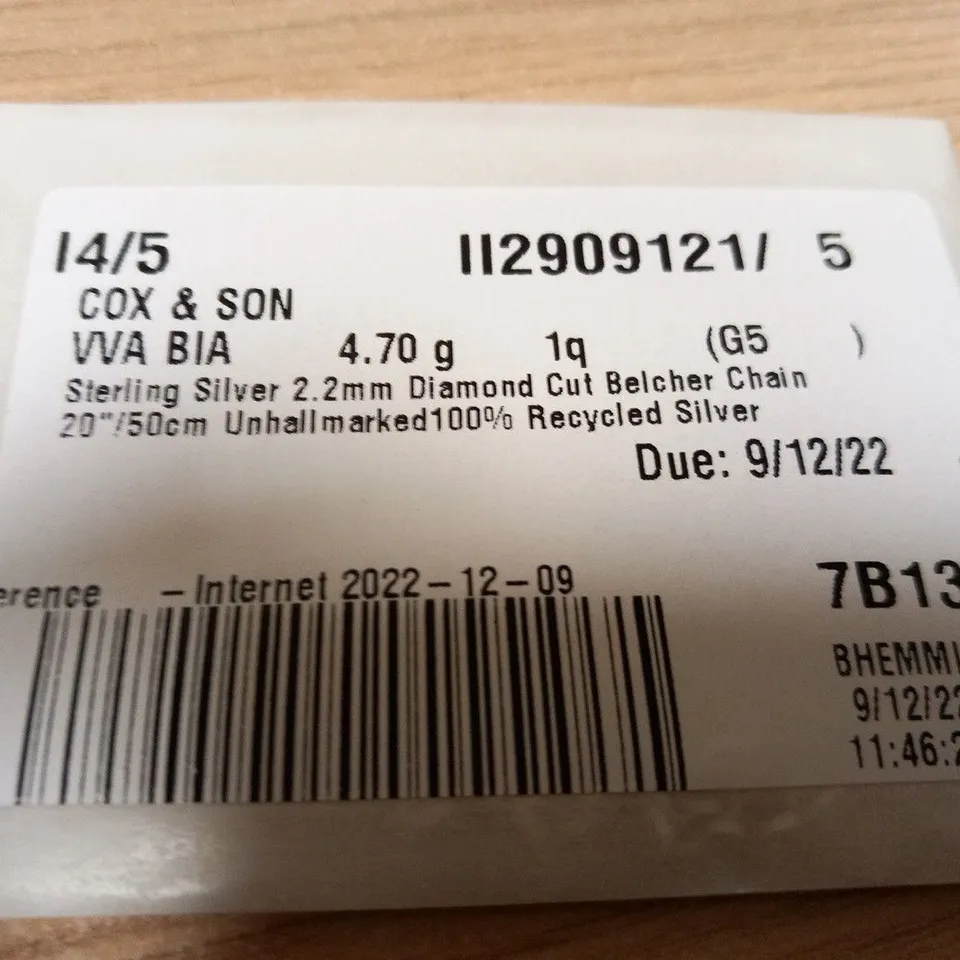 I4/5 II2909121/ 5
COX & SON
VVA BIA 4.70 g 1q (G5 )
Sterling Silver 2.2mm Diamond Cut Belcher Chain
20"/50cm Unhallmarked100% Recycled Silver
Due: 9/12/22
erence -Internet 2022-12-09
7B13
BHEMMI
9/12/22
11:46:2